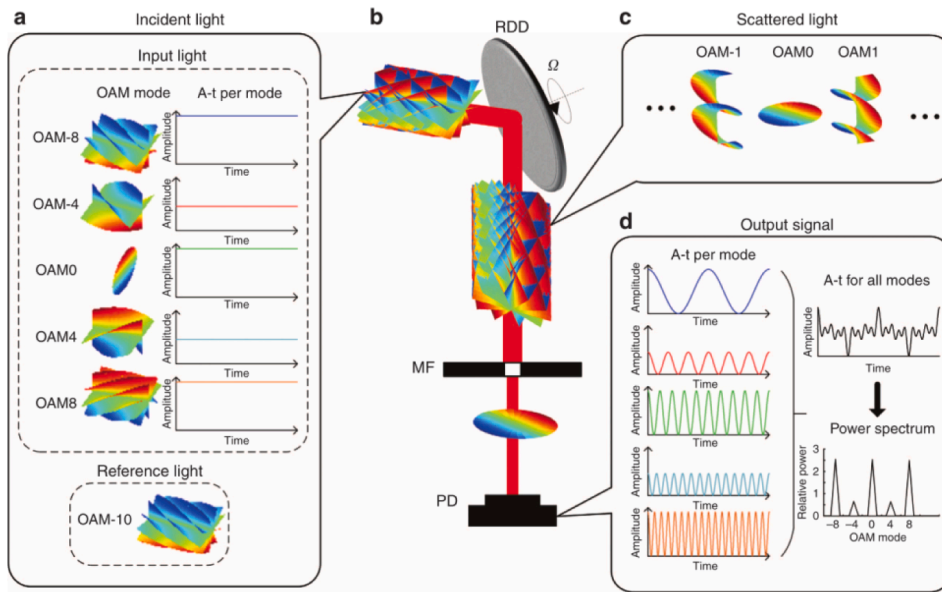 a
Incident light
Input light
OAM mode
A-t per mode
OAM-8
Amplitude
Time
OAM-4
Amplitude
Time
OAM0
Amplitude
Time
OAM4
Amplitude
Time
OAM8
Amplitude
Time
Reference light
OAM-10
b
RDD
Ω
MF
PD
c
Scattered light
OAM-1
OAM0
OAM1
d
Output signal
A-t per mode
Amplitude
Time
Amplitude
Time
Amplitude
Time
Amplitude
Time
Amplitude
Time
A-t for all modes
Amplitude
Time
Power spectrum
Relative power
3
2
1
0
−8 −4 0 4 8
OAM mode